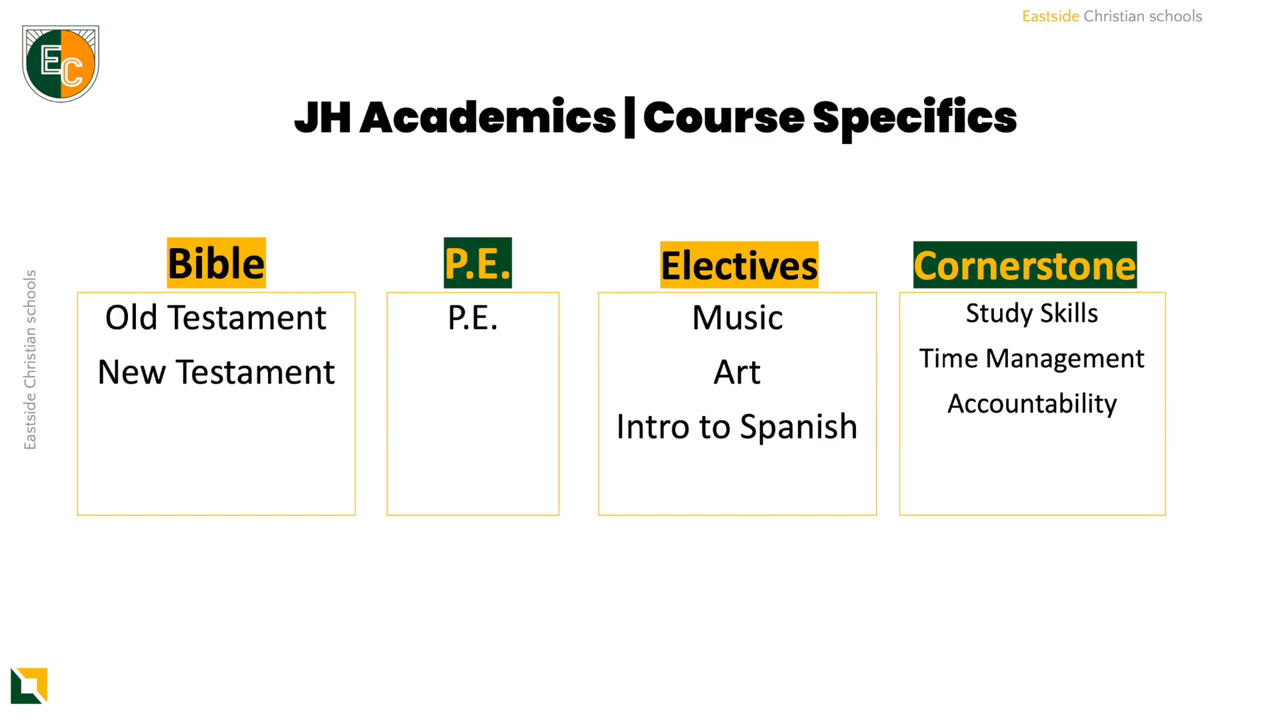 Eastside Christian schools
EC
JH Academics | Course Specifics
Eastside Christian schools
Bible
Old Testament
New Testament
P.E.
P.E.
Electives
Music
Art
Intro to Spanish
Cornerstone
Study Skills
Time Management
Accountability